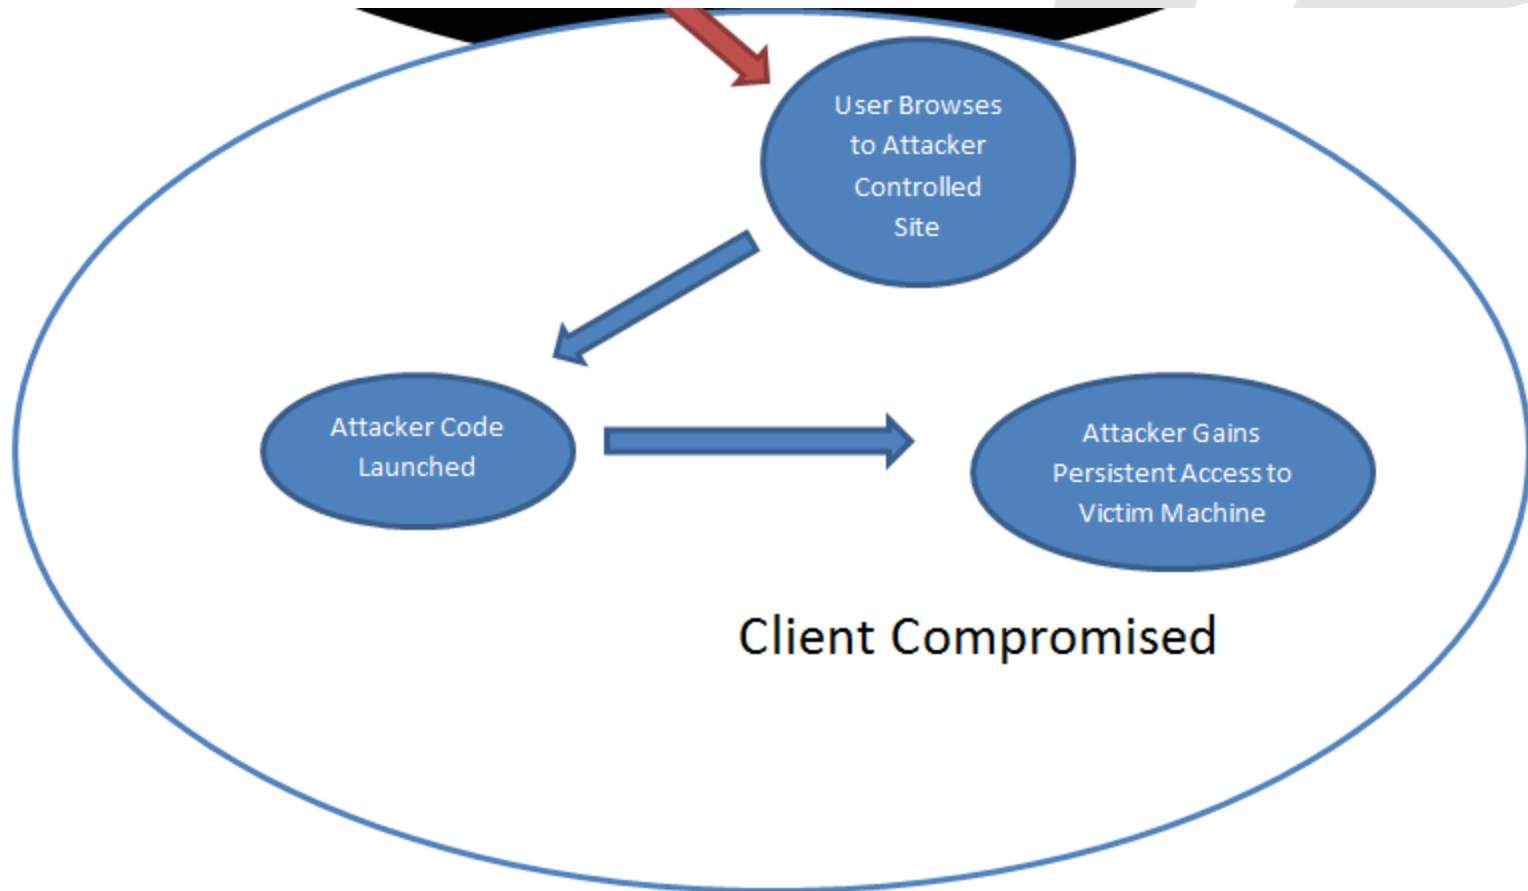 User Browses
to Attacker
Controlled
Site
Attacker Code
Launched
Attacker Gains
Persistent Access to
Victim Machine
Client Compromised